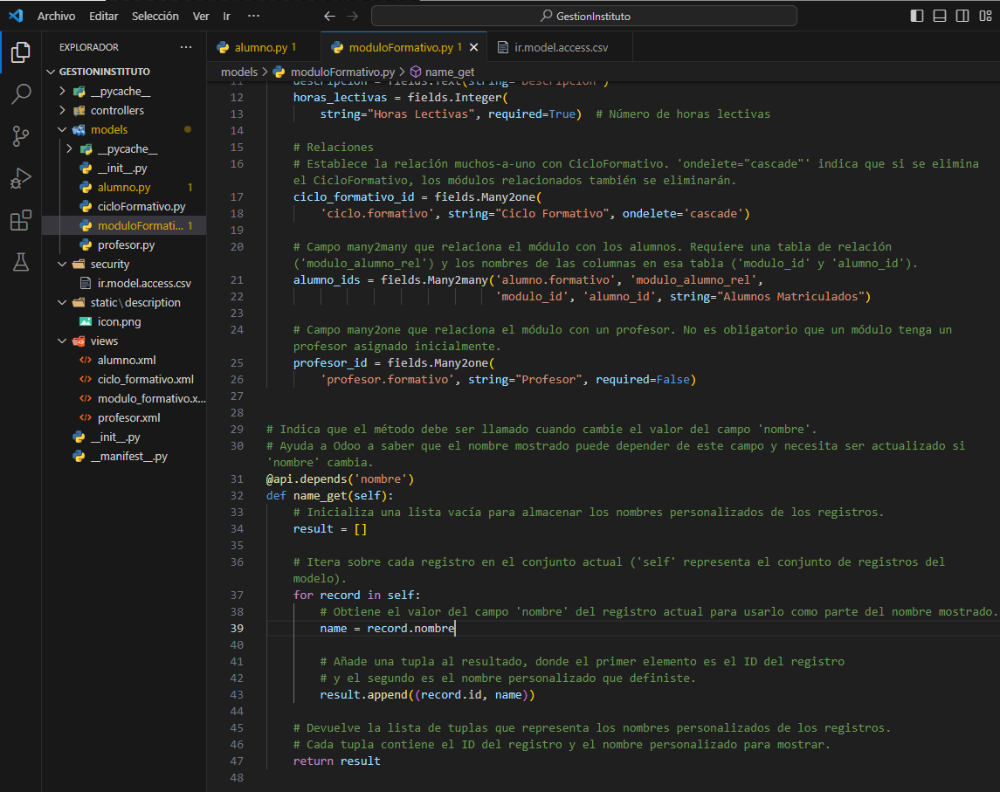 Archivo Editar Selección Ver Ir ··· GestionInstituto
EXPLORADOR ···
GESTIONINSTITUTO
__pycache__
controllers
models
__pycache__
__init__.py
alumno.py 1
cicloFormativo.py
moduloFormati... 1
profesor.py
security
ir.model.access.csv
static\description
icon.png
views
alumno.xml
ciclo_formativo.xml
modulo_formativo.x...
profesor.xml
__init__.py
__manifest__.py
alumno.py 1 moduloFormativo.py 1 ir.model.access.csv
models > moduloFormativo.py > name_get
11 descripcion = fields.Text(string="Descripción")
12 horas_lectivas = fields.Integer(
13 string="Horas Lectivas", required=True)  # Número de horas lectivas
14
15 # Relaciones
16 # Establece la relación muchos-a-uno con CicloFormativo. 'ondelete="cascade"' indica que si se elimina
el CicloFormativo, los módulos relacionados también se eliminarán.
17 ciclo_formativo_id = fields.Many2one(
18 'ciclo.formativo', string="Ciclo Formativo", ondelete='cascade')
19
20 # Campo many2many que relaciona el módulo con los alumnos. Requiere una tabla de relación
('modulo_alumno_rel') y los nombres de las columnas en esa tabla ('modulo_id' y 'alumno_id').
21 alumno_ids = fields.Many2many('alumno.formativo', 'modulo_alumno_rel',
22 'modulo_id', 'alumno_id', string="Alumnos Matriculados")
23
24 # Campo many2one que relaciona el módulo con un profesor. No es obligatorio que un módulo tenga un
profesor asignado inicialmente.
25 profesor_id = fields.Many2one(
26 'profesor.formativo', string="Profesor", required=False)
27
28
29 # Indica que el método debe ser llamado cuando cambie el valor del campo 'nombre'.
30 # Ayuda a Odoo a saber que el nombre mostrado puede depender de este campo y necesita ser actualizado si
'nombre' cambia.
31 @api.depends('nombre')
32 def name_get(self):
33 # Inicializa una lista vacía para almacenar los nombres personalizados de los registros.
34 result = []
35
36 # Itera sobre cada registro en el conjunto actual ('self' representa el conjunto de registros del
modelo).
37 for record in self:
38 # Obtiene el valor del campo 'nombre' del registro actual para usarlo como parte del nombre mostrado.
39 name = record.nombre
40
41 # Añade una tupla al resultado, donde el primer elemento es el ID del registro
42 # y el segundo es el nombre personalizado que definiste.
43 result.append((record.id, name))
44
45 # Devuelve la lista de tuplas que representa los nombres personalizados de los registros.
46 # Cada tupla contiene el ID del registro y el nombre personalizado para mostrar.
47 return result
48